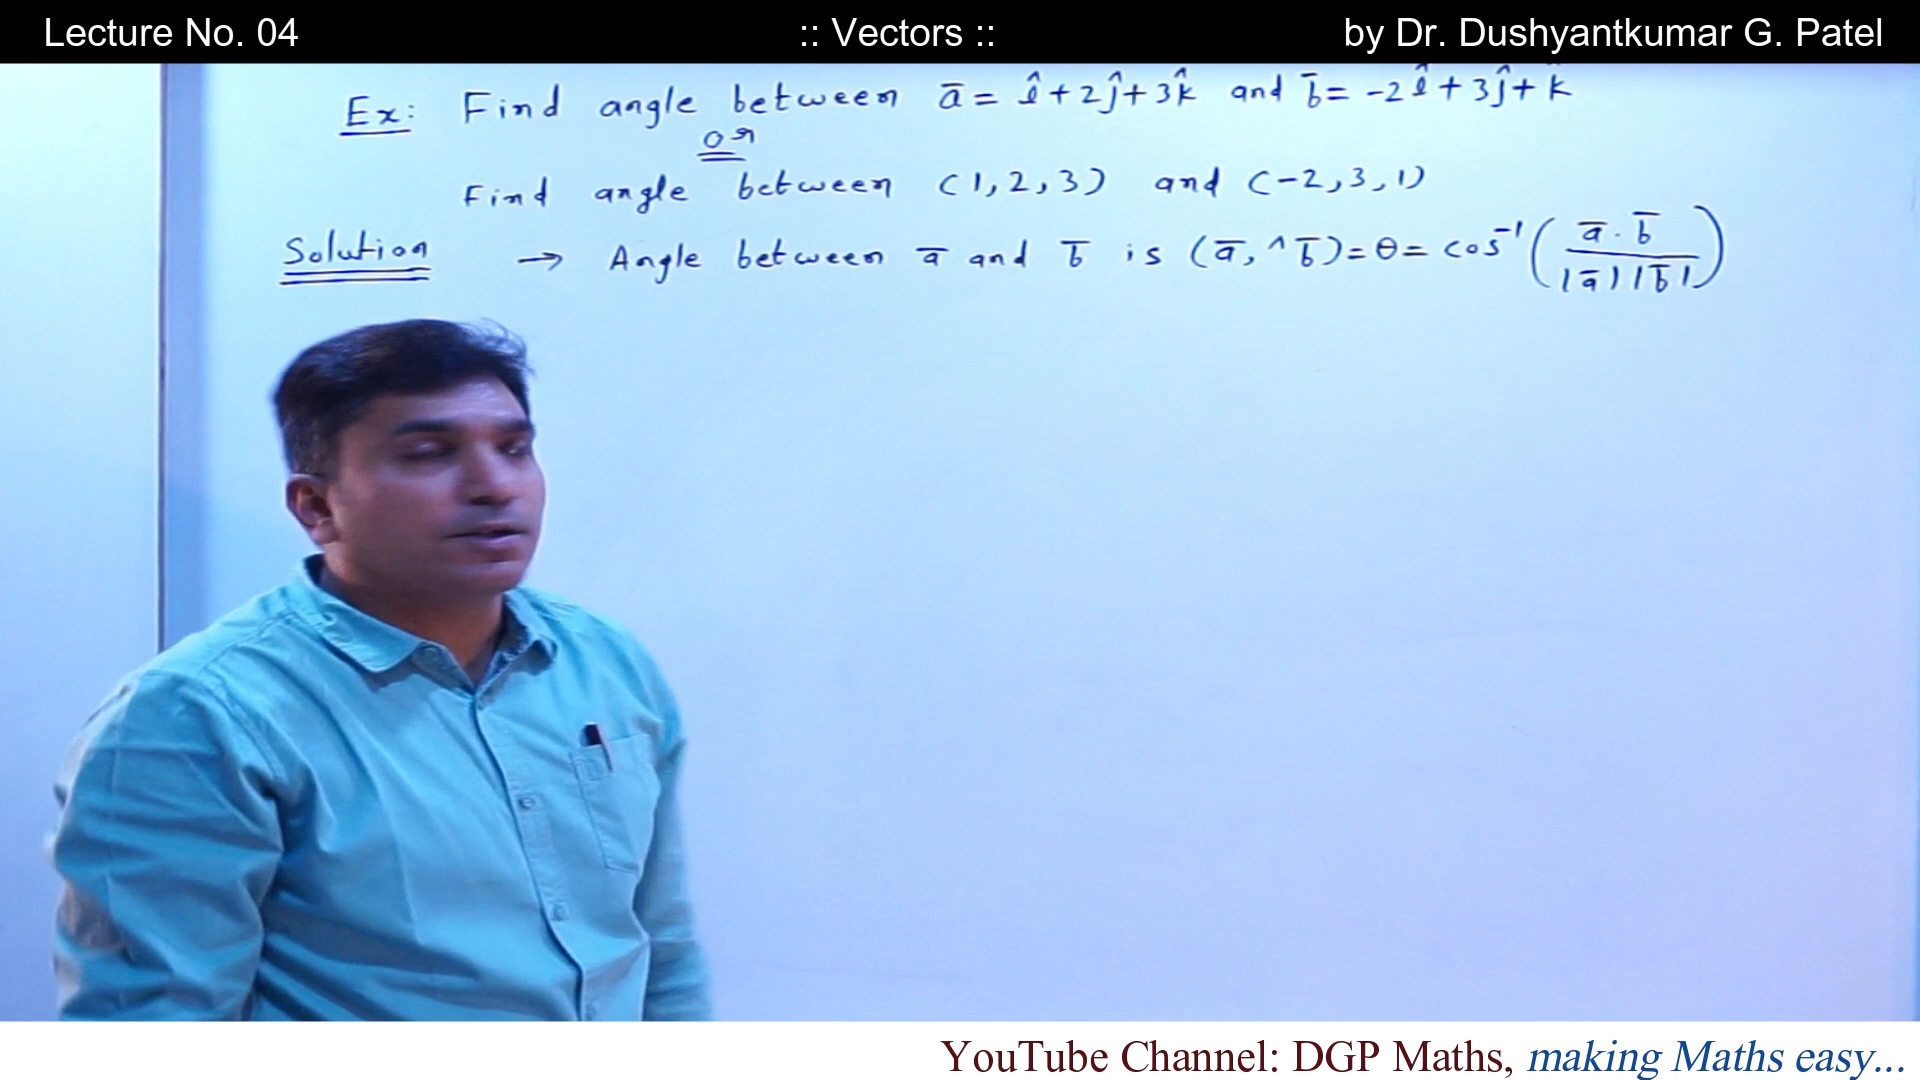 Lecture No. 04 :: Vectors :: by Dr. Dushyantkumar G. Patel
Ex: Find angle between a̅ = î + 2ĵ + 3k̂ and b̅ = -2î + 3ĵ + k̂
or
Find angle between (1, 2, 3) and (-2, 3, 1)
Solution → Angle between a̅ and b̅ is (a̅, ^ b̅) = θ = cos⁻¹ ( a̅ . b̅ / |a̅| |b̅| )
YouTube Channel: DGP Maths, making Maths easy...